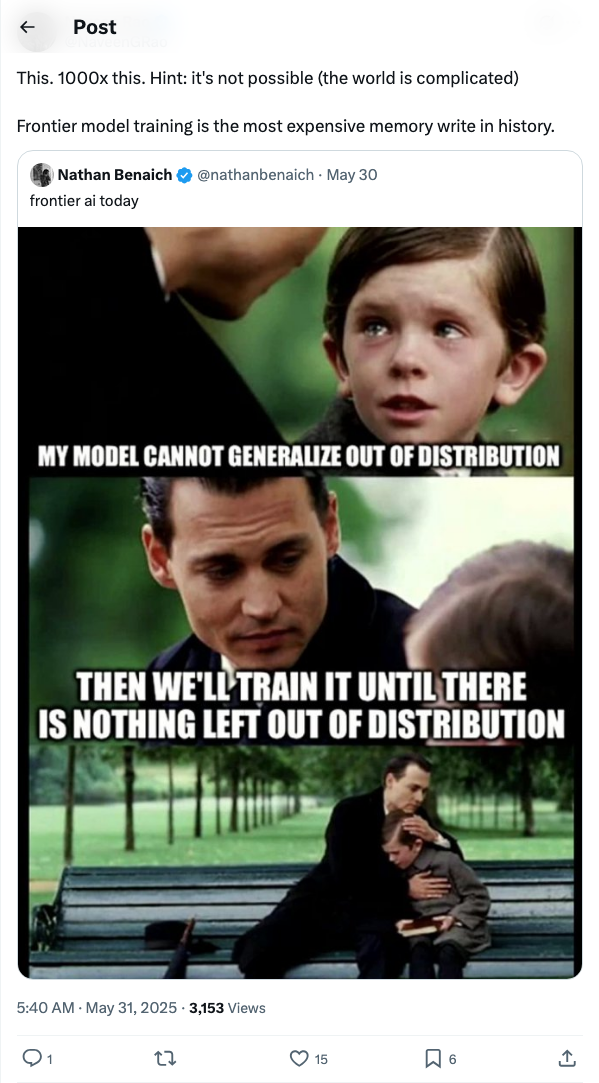 Post
This. 1000x this. Hint: it's not possible (the world is complicated)
Frontier model training is the most expensive memory write in history.
Nathan Benaich @nathanbenaich · May 30
frontier ai today
MY MODEL CANNOT GENERALIZE OUT OF DISTRIBUTION
THEN WE'LL TRAIN IT UNTIL THERE
IS NOTHING LEFT OUT OF DISTRIBUTION
5:40 AM · May 31, 2025 · 3,153 Views
1 15 6